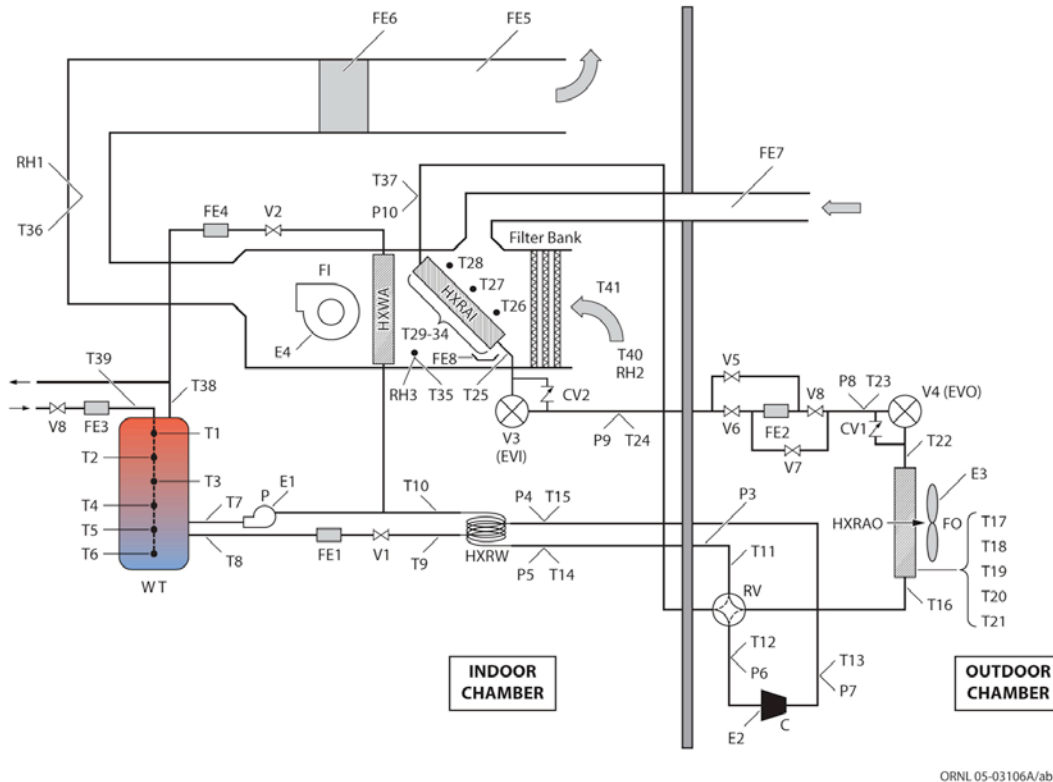 FE6
FE5
FE7
RH1
T36
T37
P10
FE4
V2
Filter Bank
T28
T27
T26
FI
HXWA
HXRAI
T41
T29-34
E4
FE8
T40
RH2
RH3
T35
T25
CV2
T39
T38
V8
FE3
V3
(EVI)
P9
T24
V5
V6
FE2
V8
V7
P8
T23
V4 (EVO)
CV1
T22
T1
T2
T3
T4
T5
T6
WT
T7
T8
P
E1
T10
FE1
V1
T9
HXRW
P4
T15
P5
T14
P3
T11
RV
T12
P6
T13
P7
E2
C
E3
HXRAO
FO
T17
T18
T19
T20
T21
T16
INDOOR
CHAMBER
OUTDOOR
CHAMBER
ORNL 05-03106A/ab